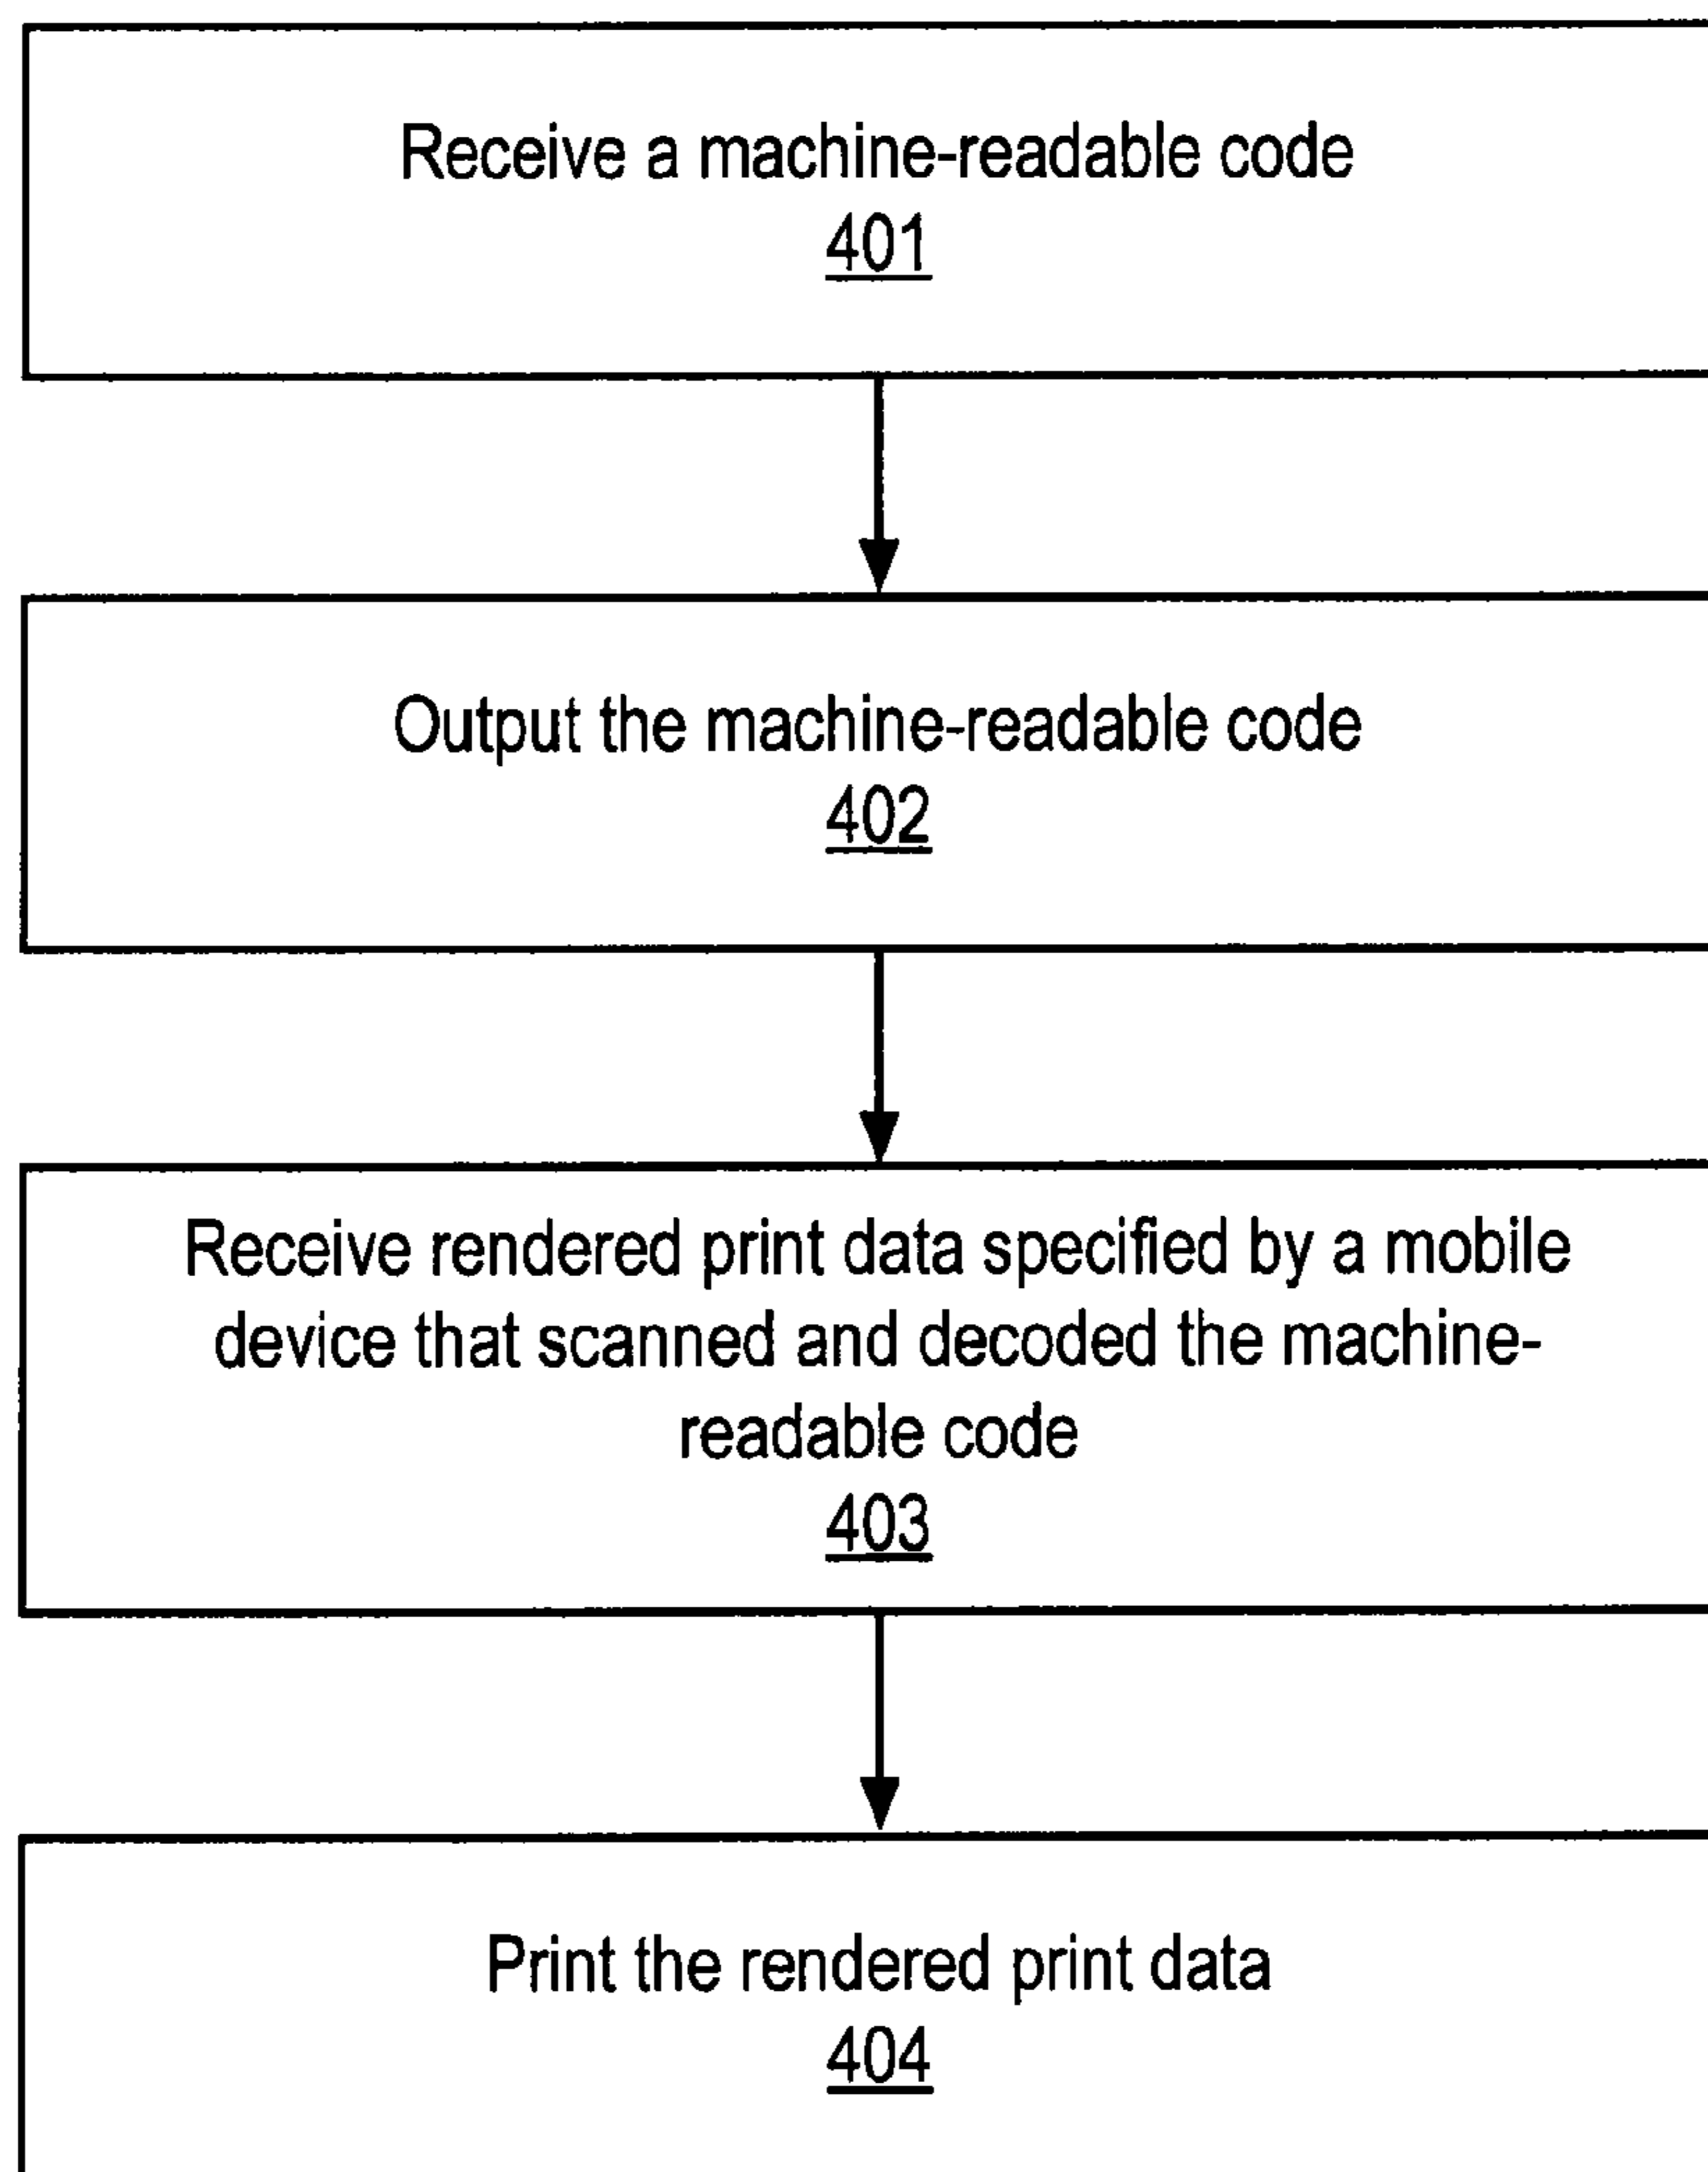 Receive a machine-readable code
401
Output the machine-readable code
402
Receive rendered print data specified by a mobile
device that scanned and decoded the machine-
readable code
403
Print the rendered print data
404